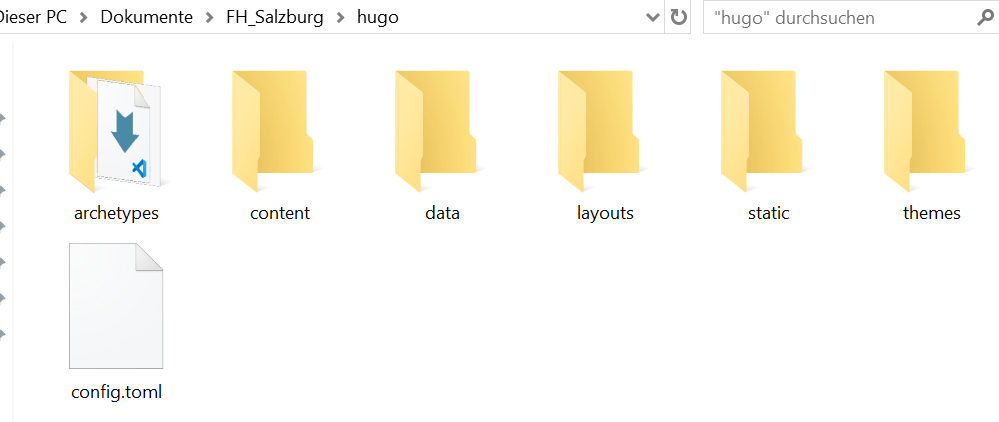 Dieser PC > Dokumente > FH_Salzburg > hugo
"hugo" durchsuchen
archetypes content data layouts static themes
config.toml